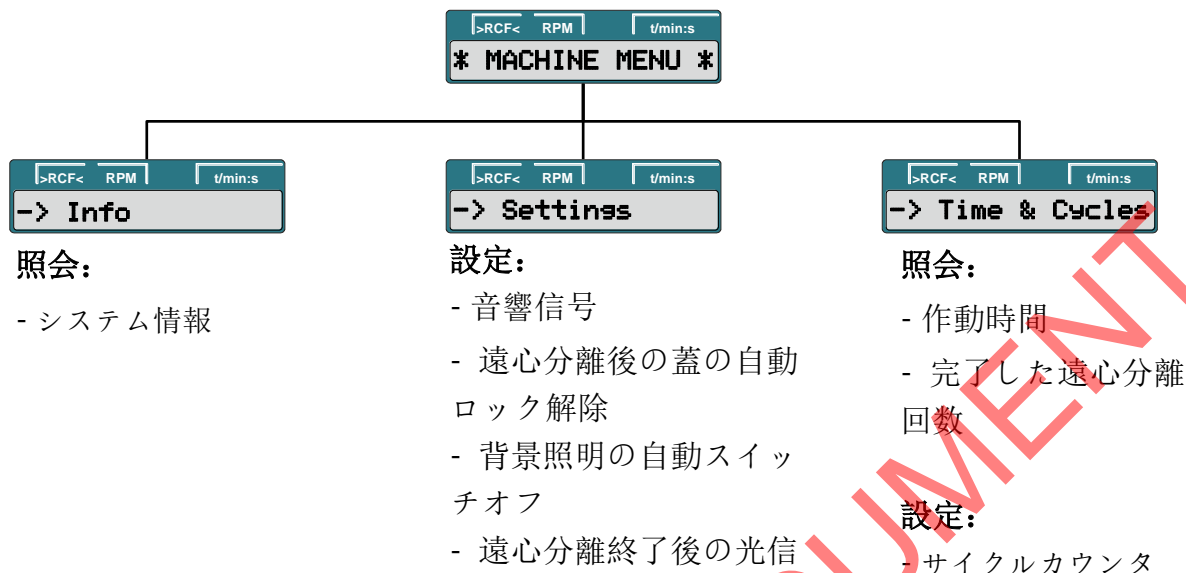 >RCF< RPM t/min:s
* MACHINE MENU *
>RCF< RPM t/min:s
-> Info
照会：
- システム情報
>RCF< RPM t/min:s
-> Settings
設定：
- 音響信号
- 遠心分離後の蓋の自動
ロック解除
- 背景照明の自動スイッ
チオフ
- 遠心分離終了後の光信
>RCF< RPM t/min:s
-> Time & Cycles
照会：
- 作動時間
- 完了した遠心分離
回数
設定：
- サイクルカウンタ
UMENT